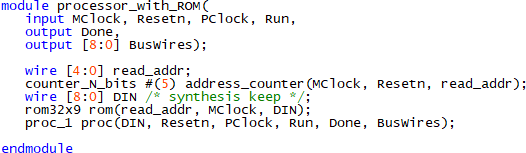 module processor_with_ROM(
input MClock, Resetn, PClock, Run,
output Done,
output [8:0] BusWires);
wire [4:0] read_addr;
counter_N_bits #(5) address_counter(MClock, Resetn, read_addr);
wire [8:0] DIN /* synthesis keep */;
rom32x9 rom(read_addr, MClock, DIN);
proc_1 proc(DIN, Resetn, PClock, Run, Done, BusWires);
endmodule